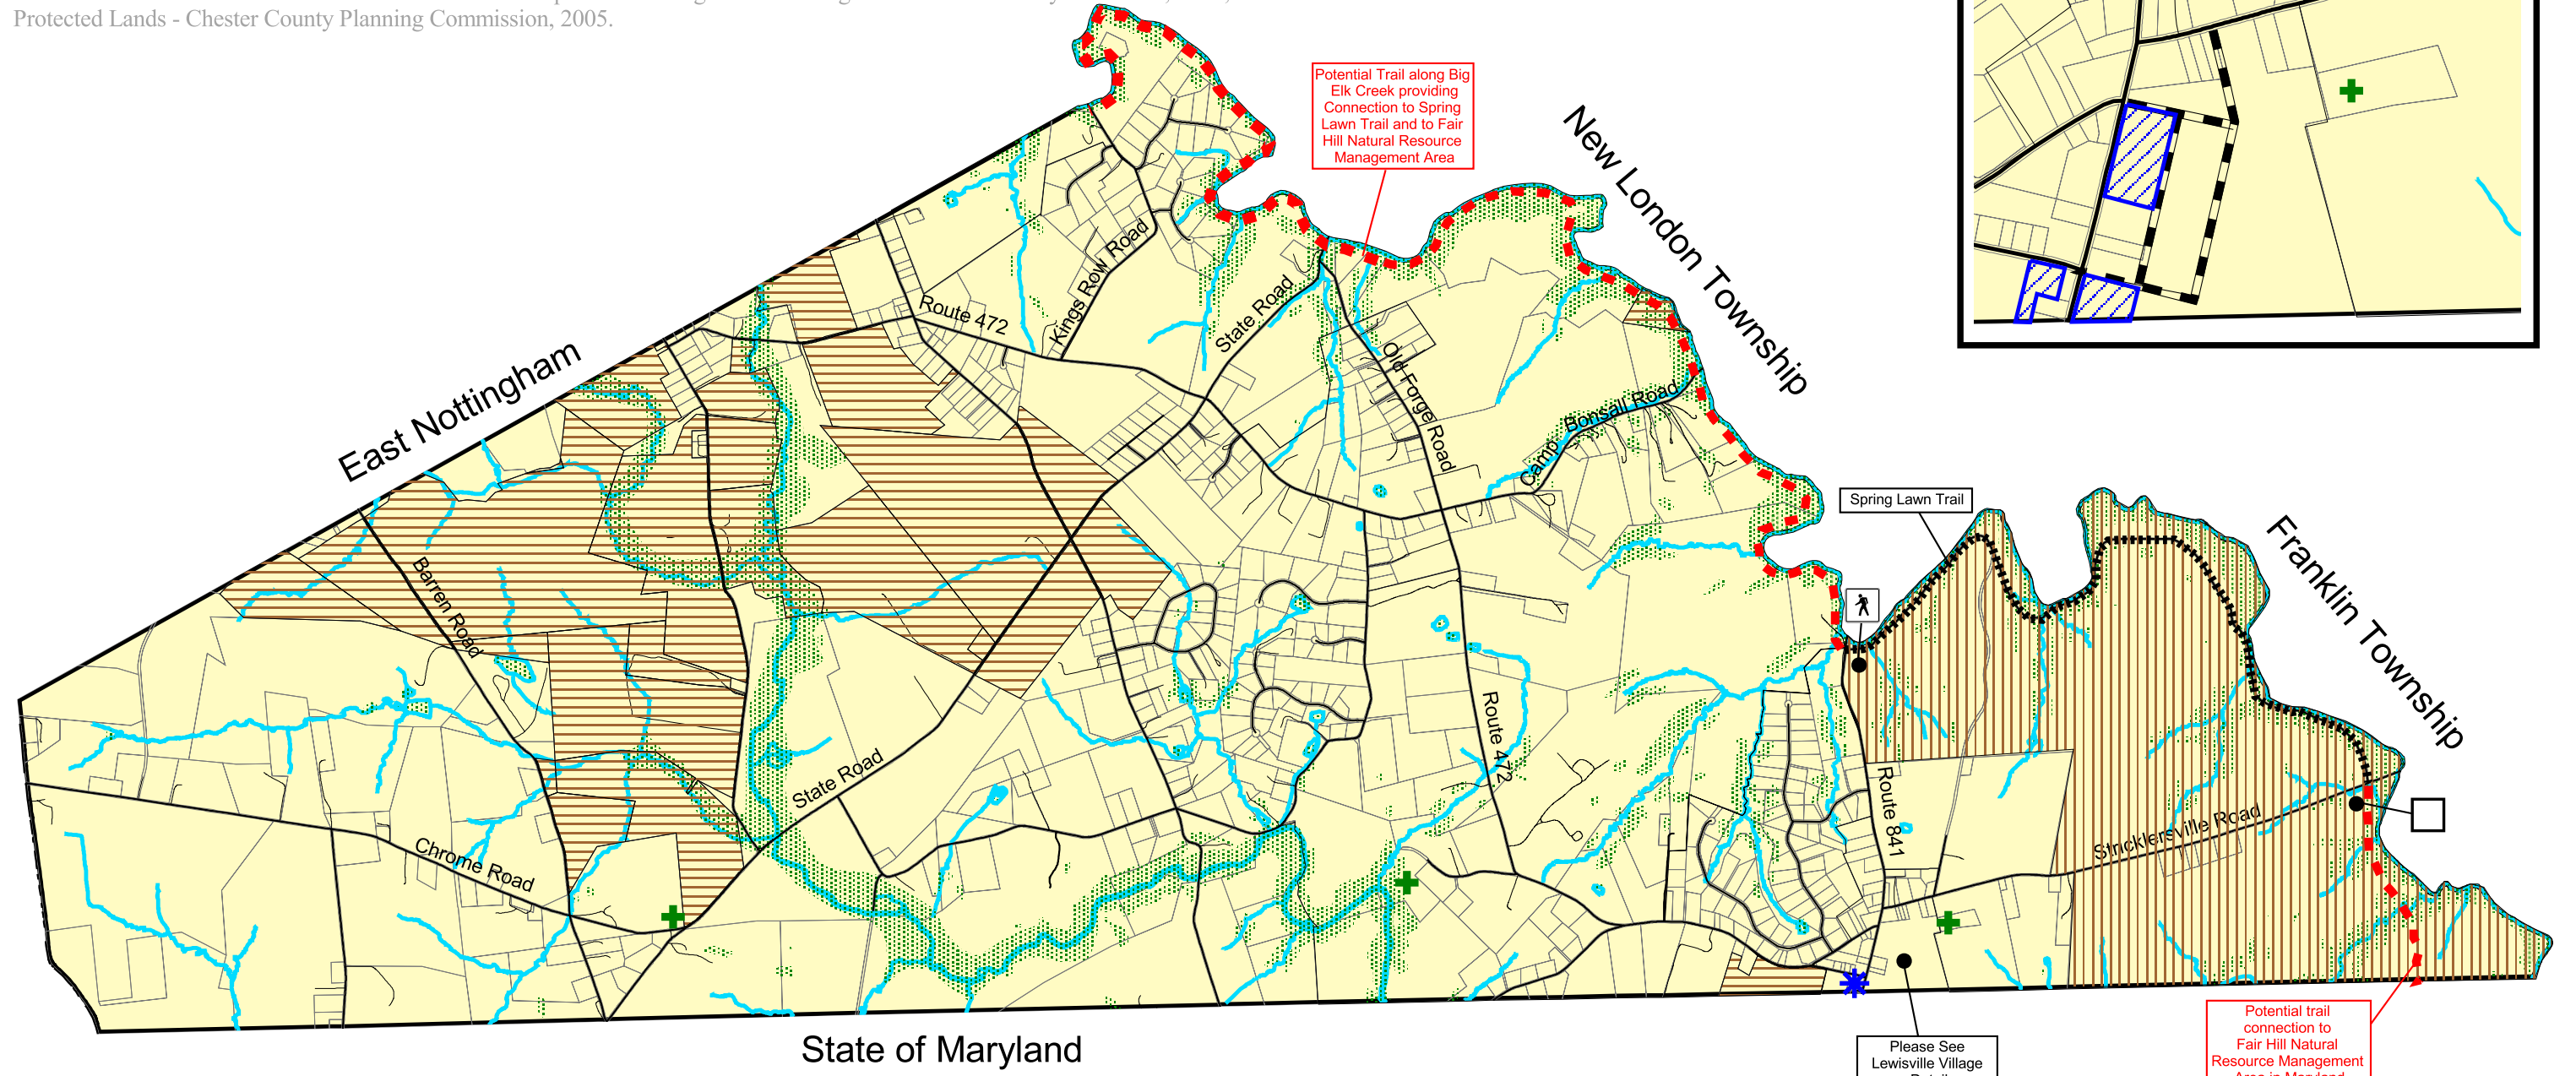 Protected Lands - Chester County Planning Commission, 2005.
Potential Trail along Big
Elk Creek providing
Connection to Spring
Lawn Trail and to Fair
Hill Natural Resource
Management Area
New London Township
East Nottingham
Route 472
Kings Row Road
State Road
Old Forge Road
Camp Bonsall Road
Spring Lawn Trail
Franklin Township
Barren Road
Route 472
State Road
Route 841
Stricklersville Road
Chrome Road
State of Maryland
Please See
Lewisville Village
Potential trail
connection to
Fair Hill Natural
Resource Management
Area in Maryland